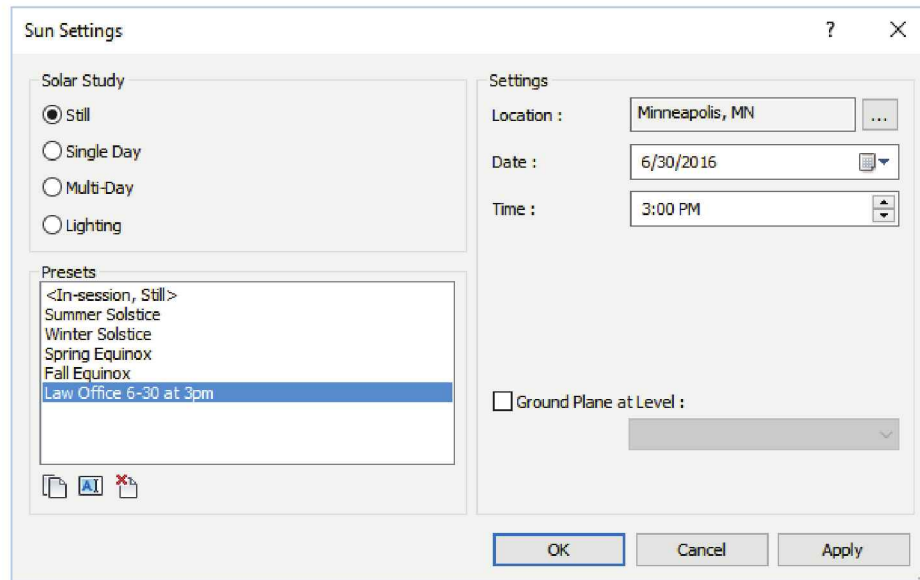 Sun Settings
?
Solar Study
Still
Single Day
Multi-Day
Lighting
Presets
<In-session, Still>
Summer Solstice
Winter Solstice
Spring Equinox
Fall Equinox
Law Office 6-30 at 3pm
AI
Settings
Location : Minneapolis, MN ...
Date : 6/30/2016
Time : 3:00 PM
Ground Plane at Level :
OK Cancel Apply